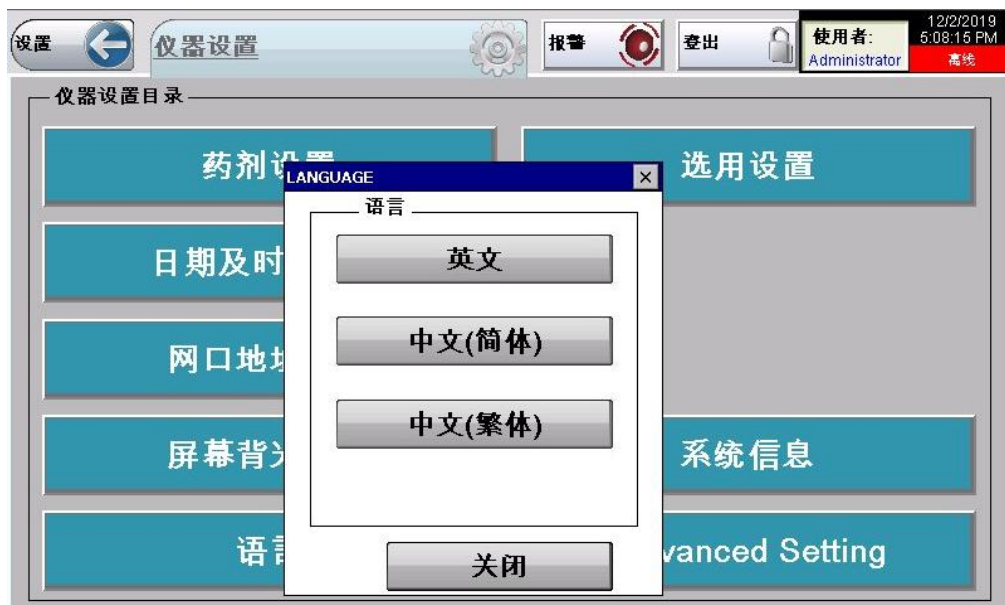 设置
仪器设置
报警
登出
使用者:
Administrator
12/2/2019
5:08:15 PM
离线
仪器设置目录
药剂设置
选用设置
LANGUAGE
语言
英文
日期及时
中文(简体)
网口地址
中文(繁体)
屏幕背光
系统信息
语言
关闭
vanced Setting